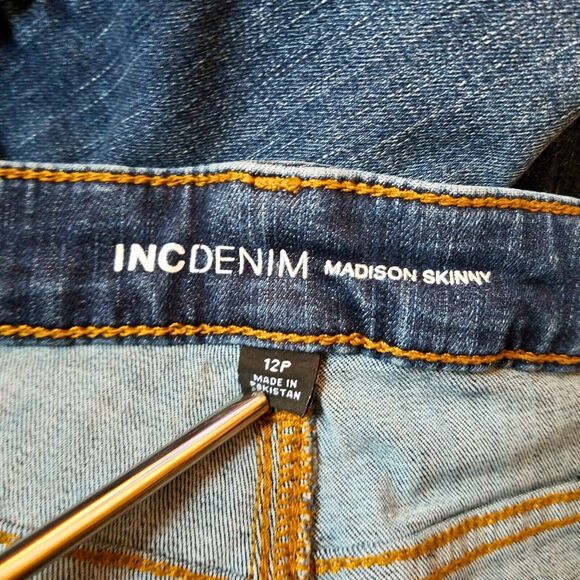 INCDENIM MADISON SKINNY
12P
MADE IN
PAKISTAN